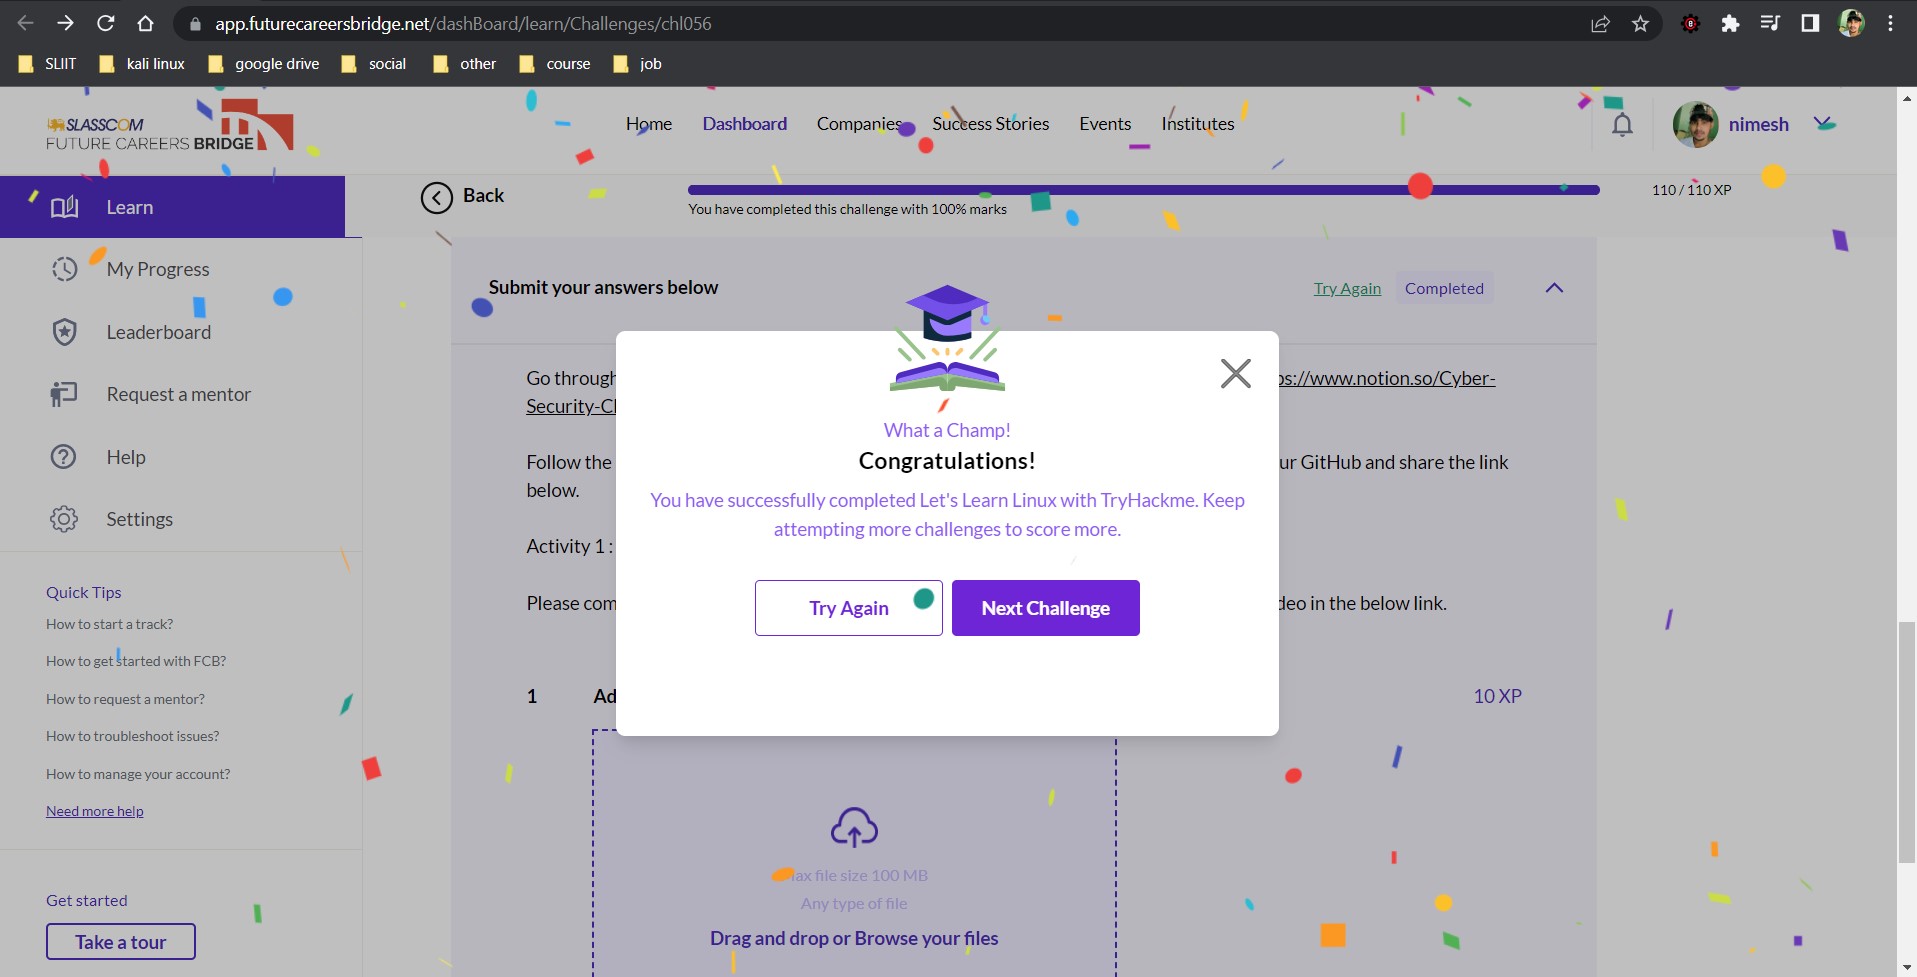 app.futurecareersbridge.net/dashBoard/learn/Challenges/chl056
SLIIT kali linux google drive social other course job
SLASSCOM
FUTURE CAREERS BRIDGE
Home Dashboard Companies Success Stories Events Institutes
nimesh
Learn
My Progress
Leaderboard
Request a mentor
Help
Settings
Quick Tips
How to start a track?
How to get started with FCB?
How to request a mentor?
How to troubleshoot issues?
How to manage your account?
Need more help
Get started
Take a tour
Back
110 / 110 XP
You have completed this challenge with 100% marks
Submit your answers below
Try Again Completed
Go through ps://www.notion.so/Cyber-
Security-Cl
Follow the ur GitHub and share the link
below.
Activity 1 :
Please com deo in the below link.
1 Ad 10 XP
What a Champ!
Congratulations!
You have successfully completed Let's Learn Linux with TryHackme. Keep
attempting more challenges to score more.
Try Again Next Challenge
file size 100 MB
Any type of file
Drag and drop or Browse your files